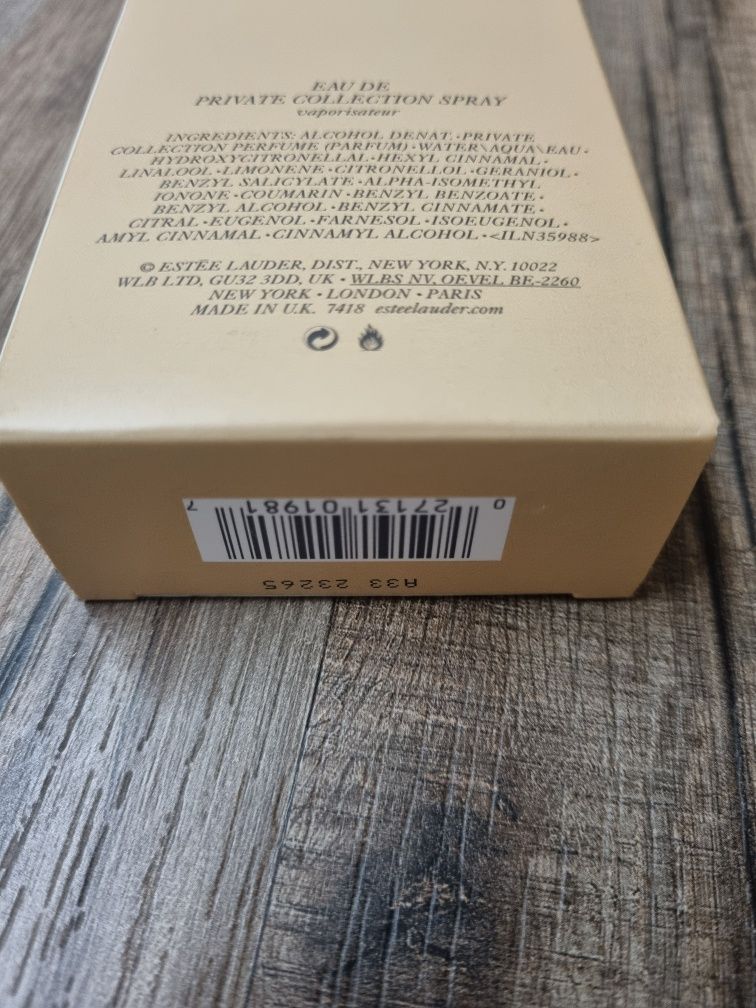 EAU DE
PRIVATE COLLECTION SPRAY
vaporisateur
INGREDIENTS: ALCOHOL DENAT. • PRIVATE
COLLECTION PERFUME (PARFUM) • WATER\AQUA\EAU •
HYDROXYCITRONELLAL • HEXYL CINNAMAL •
LINALOOL • LIMONENE • CITRONELLOL • GERANIOL •
BENZYL SALICYLATE • ALPHA-ISOMETHYL
IONONE • COUMARIN • BENZYL BENZOATE •
BENZYL ALCOHOL • BENZYL CINNAMATE •
CITRAL • EUGENOL • FARNESOL • ISOEUGENOL •
AMYL CINNAMAL • CINNAMYL ALCOHOL • <ILN35988>
© ESTĒE LAUDER, DIST., NEW YORK, N.Y. 10022
WLB LTD, GU32 3DD, UK • WLBS NV, OEVEL BE-2260
NEW YORK • LONDON • PARIS
MADE IN U.K. 7418 esteelauder.com
0 27131 01981 7
A33 23265